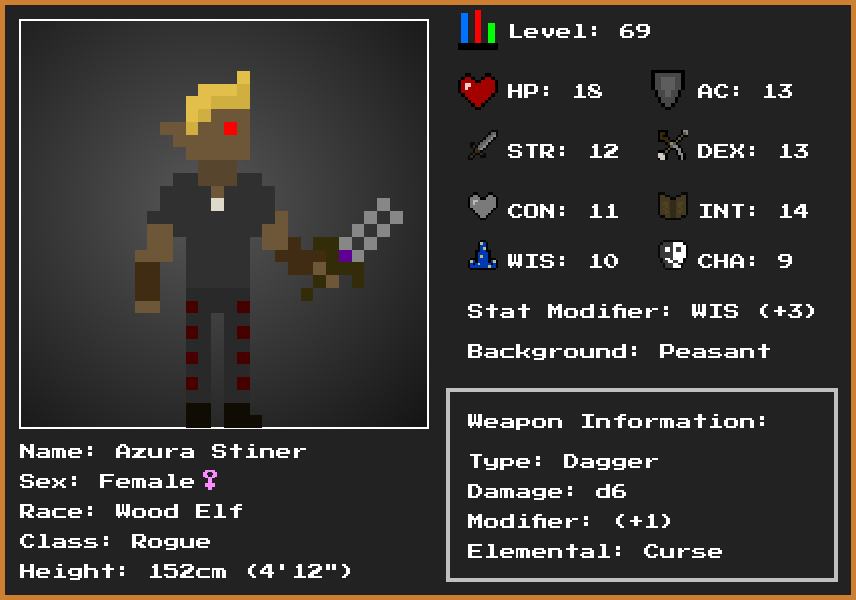 Level: 69
HP: 18
AC: 13
STR: 12
DEX: 13
CON: 11
INT: 14
WIS: 10
CHA: 9
Stat Modifier: WIS (+3)
Background: Peasant
Name: Azura Stiner
Sex: Female♀
Race: Wood Elf
Class: Rogue
Height: 152cm (4'12")
Weapon Information:
Type: Dagger
Damage: d6
Modifier: (+1)
Elemental: Curse